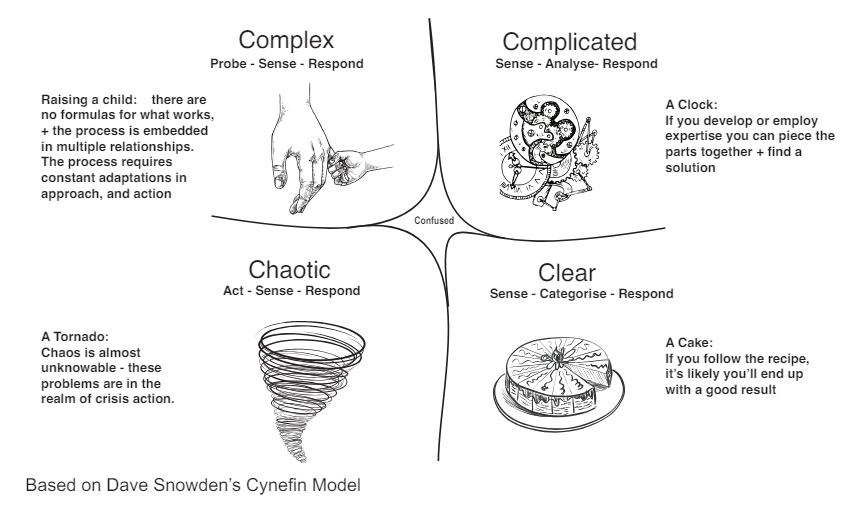 Complex
Probe - Sense - Respond
Raising a child: there are
no formulas for what works,
+ the process is embedded
in multiple relationships.
The process requires
constant adaptations in
approach, and action
Complicated
Sense - Analyse- Respond
A Clock:
If you develop or employ
expertise you can piece the
parts together + find a
solution
Confused
Chaotic
Act - Sense - Respond
A Tornado:
Chaos is almost
unknowable - these
problems are in the
realm of crisis action.
Clear
Sense - Categorise - Respond
A Cake:
If you follow the recipe,
it's likely you'll end up
with a good result
Based on Dave Snowden's Cynefin Model